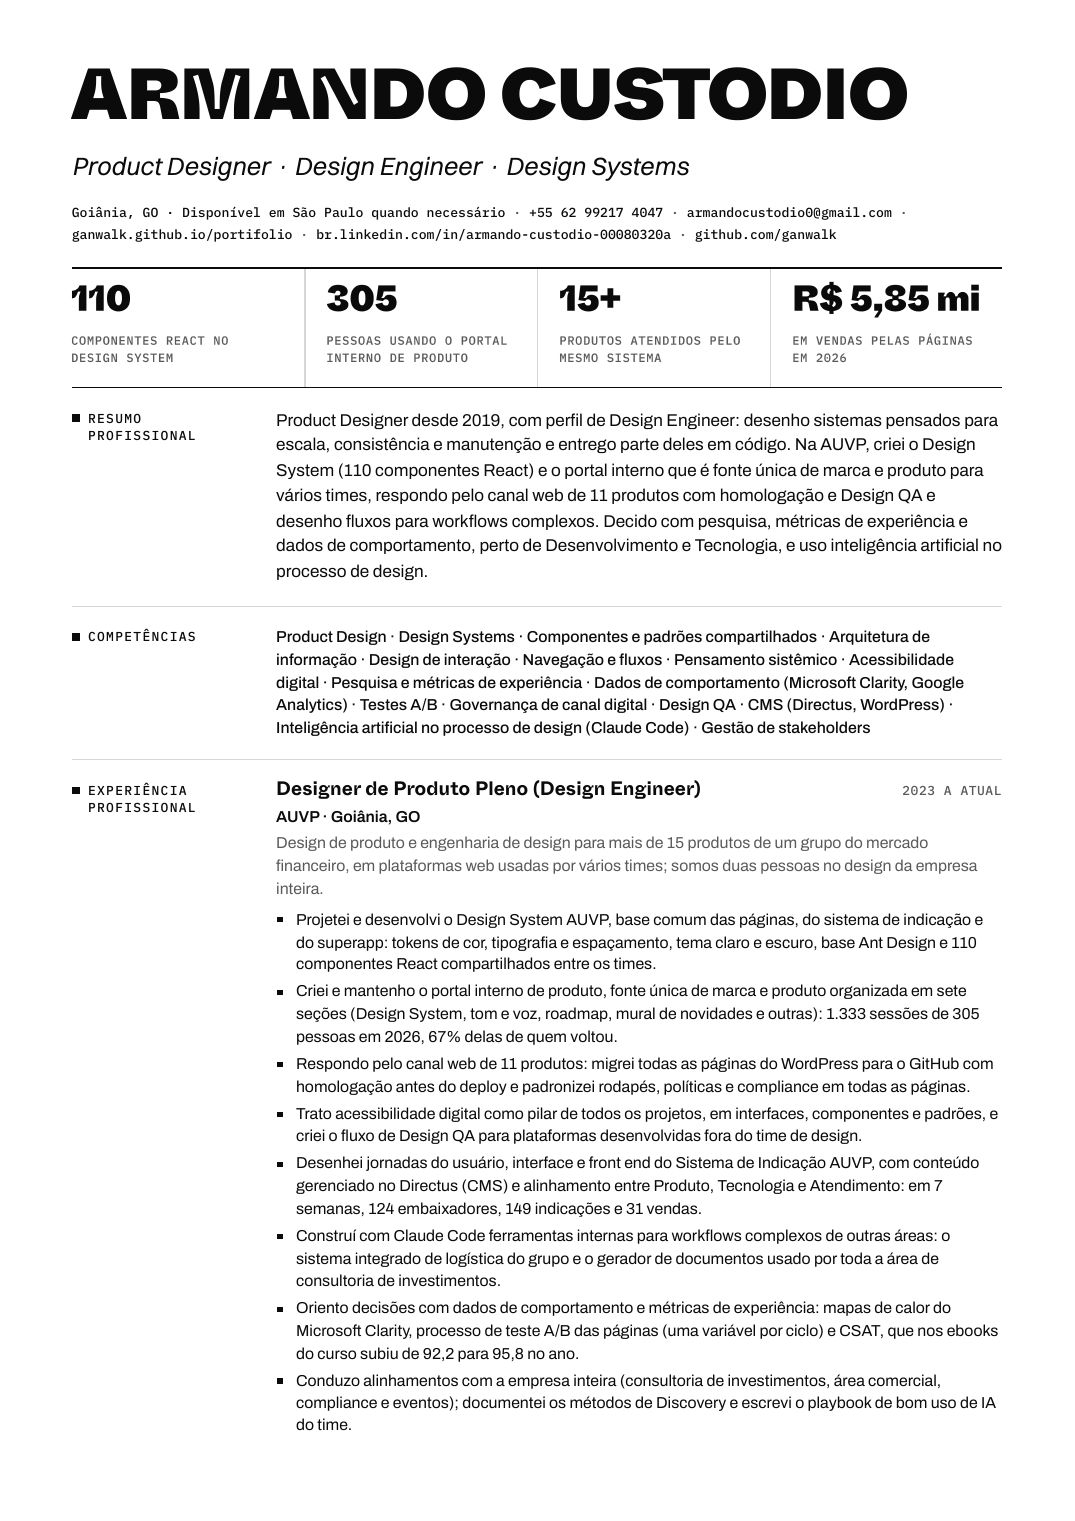 ARMANDO CUSTODIO
Product Designer · Design Engineer · Design Systems
Goiânia, GO · Disponível em São Paulo quando necessário · +55 62 99217 4047 · armandocustodio0@gmail.com ·
ganwalk.github.io/portifolio · br.linkedin.com/in/armando-custodio-00080320a · github.com/ganwalk
110
COMPONENTES REACT NO
DESIGN SYSTEM
305
PESSOAS USANDO O PORTAL
INTERNO DE PRODUTO
15+
PRODUTOS ATENDIDOS PELO
MESMO SISTEMA
R$ 5,85 mi
EM VENDAS PELAS PÁGINAS
EM 2026
RESUMO
PROFISSIONAL
Product Designer desde 2019, com perfil de Design Engineer: desenho sistemas pensados para
escala, consistência e manutenção e entrego parte deles em código. Na AUVP, criei o Design
System (110 componentes React) e o portal interno que é fonte única de marca e produto para
vários times, respondo pelo canal web de 11 produtos com homologação e Design QA e
desenho fluxos para workflows complexos. Decido com pesquisa, métricas de experiência e
dados de comportamento, perto de Desenvolvimento e Tecnologia, e uso inteligência artificial no
processo de design.
COMPETÊNCIAS
Product Design · Design Systems · Componentes e padrões compartilhados · Arquitetura de
informação · Design de interação · Navegação e fluxos · Pensamento sistêmico · Acessibilidade
digital · Pesquisa e métricas de experiência · Dados de comportamento (Microsoft Clarity, Google
Analytics) · Testes A/B · Governança de canal digital · Design QA · CMS (Directus, WordPress) ·
Inteligência artificial no processo de design (Claude Code) · Gestão de stakeholders
EXPERIÊNCIA
PROFISSIONAL
Designer de Produto Pleno (Design Engineer)
2023 A ATUAL
AUVP · Goiânia, GO
Design de produto e engenharia de design para mais de 15 produtos de um grupo do mercado
financeiro, em plataformas web usadas por vários times; somos duas pessoas no design da empresa
inteira.
Projetei e desenvolvi o Design System AUVP, base comum das páginas, do sistema de indicação e
do superapp: tokens de cor, tipografia e espaçamento, tema claro e escuro, base Ant Design e 110
componentes React compartilhados entre os times.
Criei e mantenho o portal interno de produto, fonte única de marca e produto organizada em sete
seções (Design System, tom e voz, roadmap, mural de novidades e outras): 1.333 sessões de 305
pessoas em 2026, 67% delas de quem voltou.
Respondo pelo canal web de 11 produtos: migrei todas as páginas do WordPress para o GitHub com
homologação antes do deploy e padronizei rodapés, políticas e compliance em todas as páginas.
Trato acessibilidade digital como pilar de todos os projetos, em interfaces, componentes e padrões, e
criei o fluxo de Design QA para plataformas desenvolvidas fora do time de design.
Desenhei jornadas do usuário, interface e front end do Sistema de Indicação AUVP, com conteúdo
gerenciado no Directus (CMS) e alinhamento entre Produto, Tecnologia e Atendimento: em 7
semanas, 124 embaixadores, 149 indicações e 31 vendas.
Construí com Claude Code ferramentas internas para workflows complexos de outras áreas: o
sistema integrado de logística do grupo e o gerador de documentos usado por toda a área de
consultoria de investimentos.
Oriento decisões com dados de comportamento e métricas de experiência: mapas de calor do
Microsoft Clarity, processo de teste A/B das páginas (uma variável por ciclo) e CSAT, que nos ebooks
do curso subiu de 92,2 para 95,8 no ano.
Conduzo alinhamentos com a empresa inteira (consultoria de investimentos, área comercial,
compliance e eventos); documentei os métodos de Discovery e escrevi o playbook de bom uso de IA
do time.